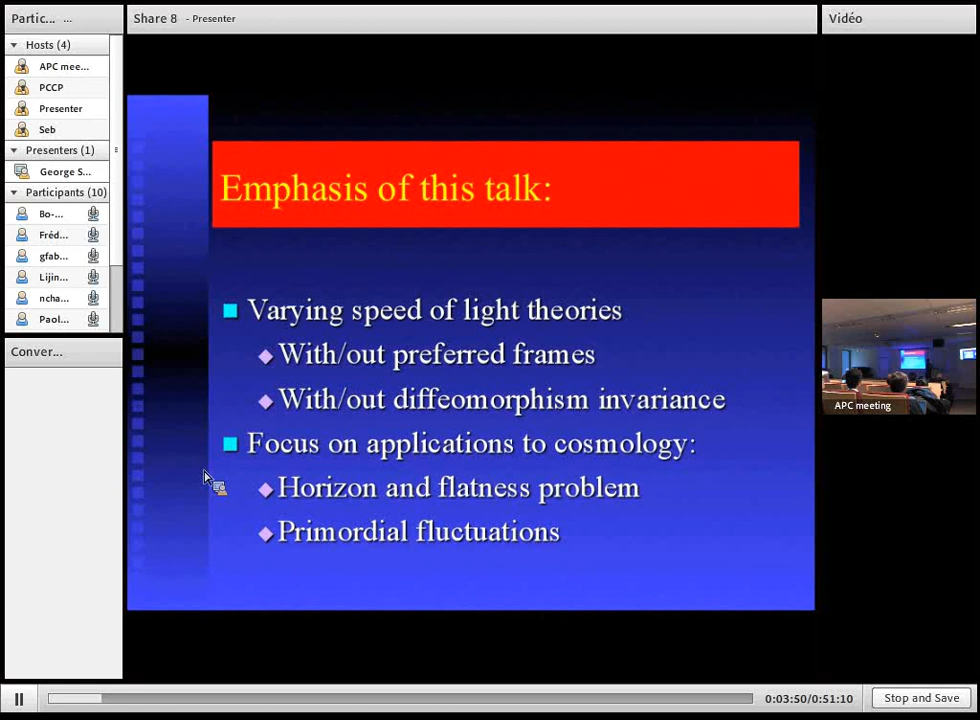 Partic... ...
Hosts (4)
APC mee...
PCCP
Presenter
Seb
Presenters (1)
George S...
Participants (10)
Bo-...
Fréd...
gfab...
Lijin...
ncha...
Paol...
Conver...
Share 8 - Presenter
Emphasis of this talk:
Varying speed of light theories
With/out preferred frames
With/out diffeomorphism invariance
Focus on applications to cosmology:
Horizon and flatness problem
Primordial fluctuations
Vidéo
APC meeting
0:03:50/0:51:10
Stop and Save